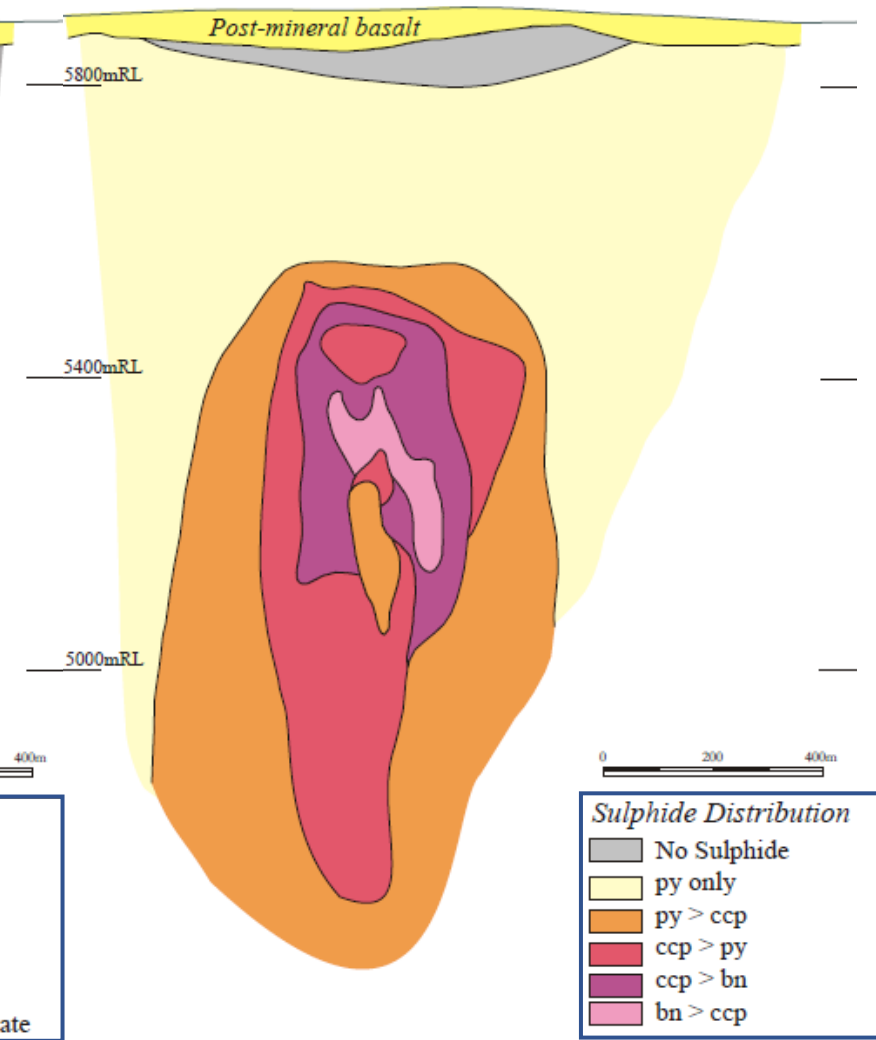 Post-mineral basalt
5800mRL
5400mRL
5000mRL
400m
0 200 400m
Sulphide Distribution
No Sulphide
py only
py > ccp
ccp > py
ccp > bn
bn > ccp
ate